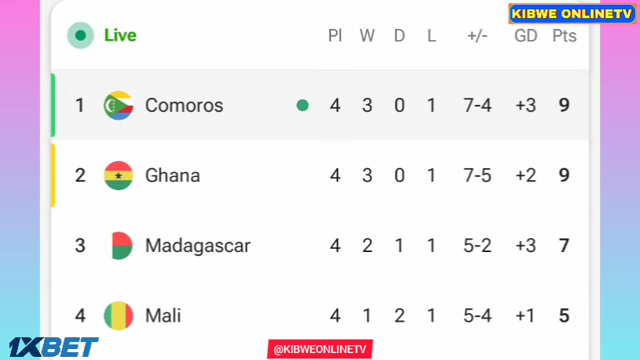 KIBWE ONLINETV
Live Pl W D L +/- GD Pts
1 Comoros 4 3 0 1 7-4 +3 9
2 Ghana 4 3 0 1 7-5 +2 9
3 Madagascar 4 2 1 1 5-2 +3 7
4 Mali 4 1 2 1 5-4 +1 5
1XBET
@KIBWEONLINETV